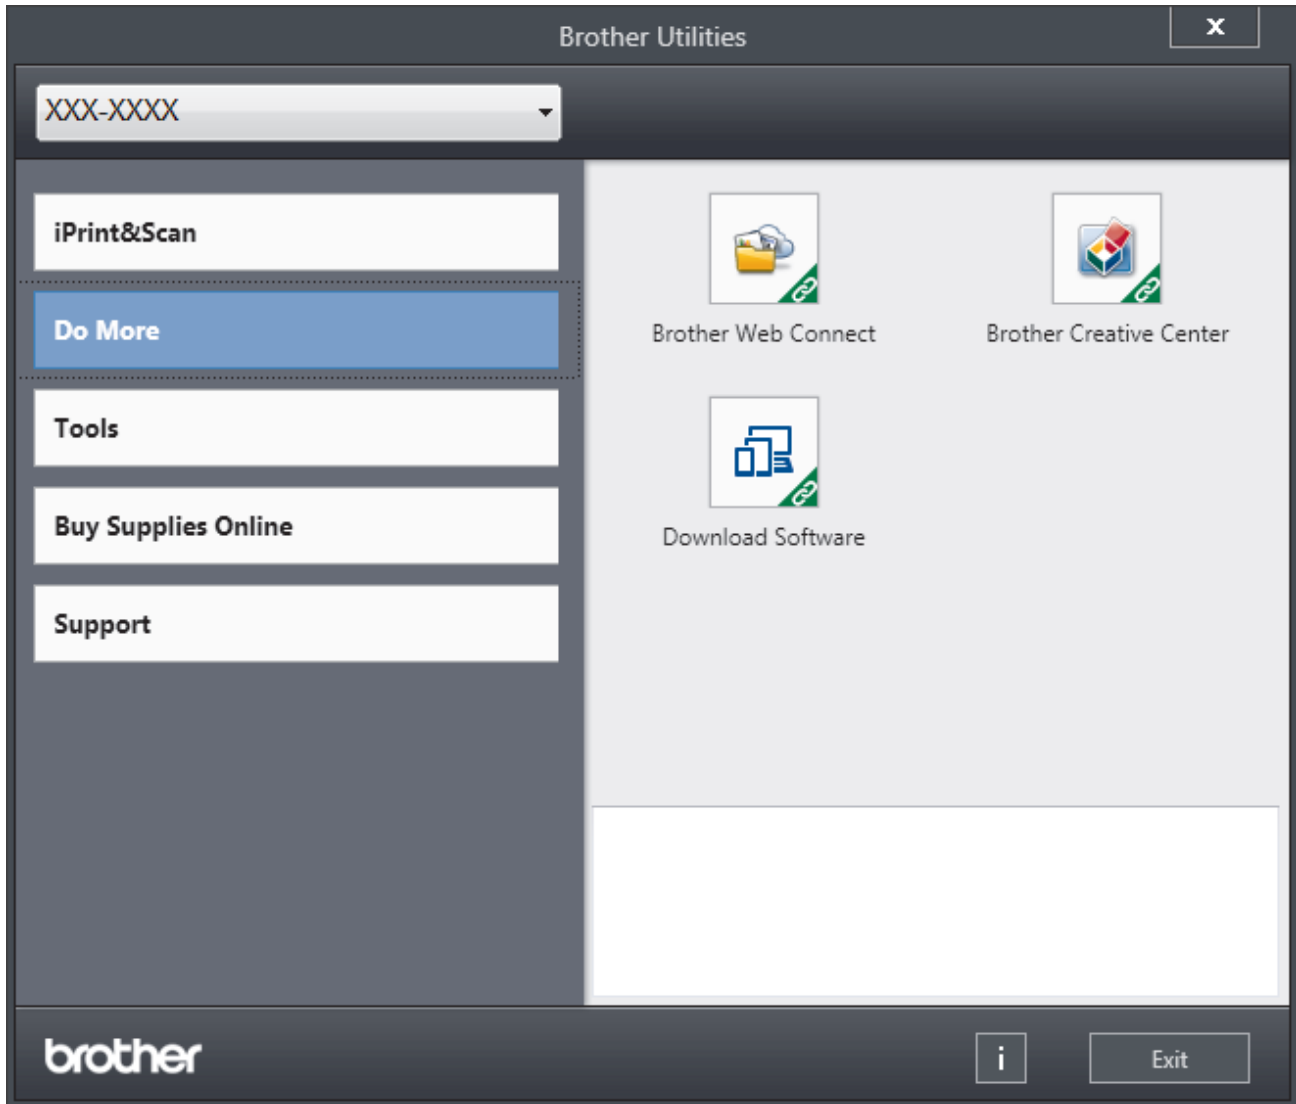 Brother Utilities
x
XXX-XXXX
iPrint&Scan
Do More
Tools
Buy Supplies Online
Support
Brother Web Connect
Brother Creative Center
Download Software
brother
i
Exit